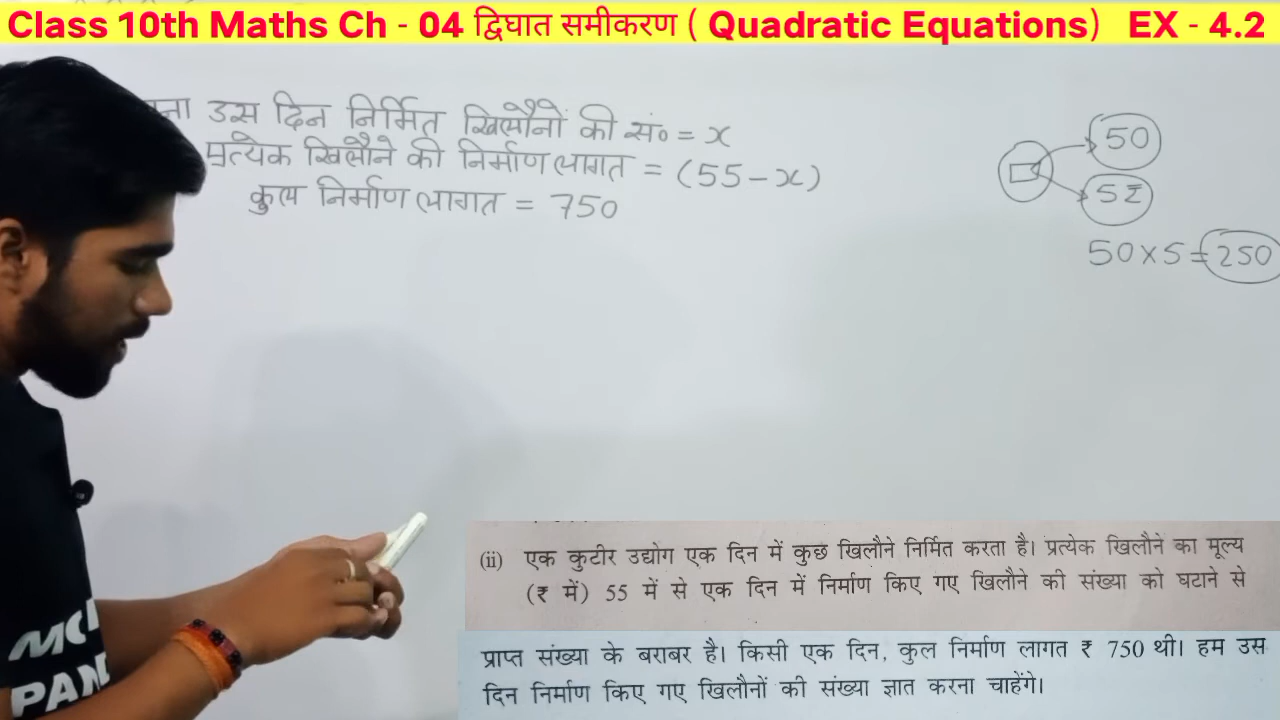 Class 10th Maths Ch - 04 द्विघात समीकरण ( Quadratic Equations) EX - 4.2
उस दिन निर्मित खिलौनों की सं० = x
प्रत्येक खिलौने की निर्माण लागत = (55 - x)
कुल निर्माण लागत = 750
50
5₹
50 × 5 = 250
(ii) एक कुटीर उद्योग एक दिन में कुछ खिलौने निर्मित करता है। प्रत्येक खिलौने का मूल्य
(₹ में) 55 में से एक दिन में निर्माण किए गए खिलौने की संख्या को घटाने से
प्राप्त संख्या के बराबर है। किसी एक दिन, कुल निर्माण लागत ₹ 750 थी। हम उस
दिन निर्माण किए गए खिलौनों की संख्या ज्ञात करना चाहेंगे।